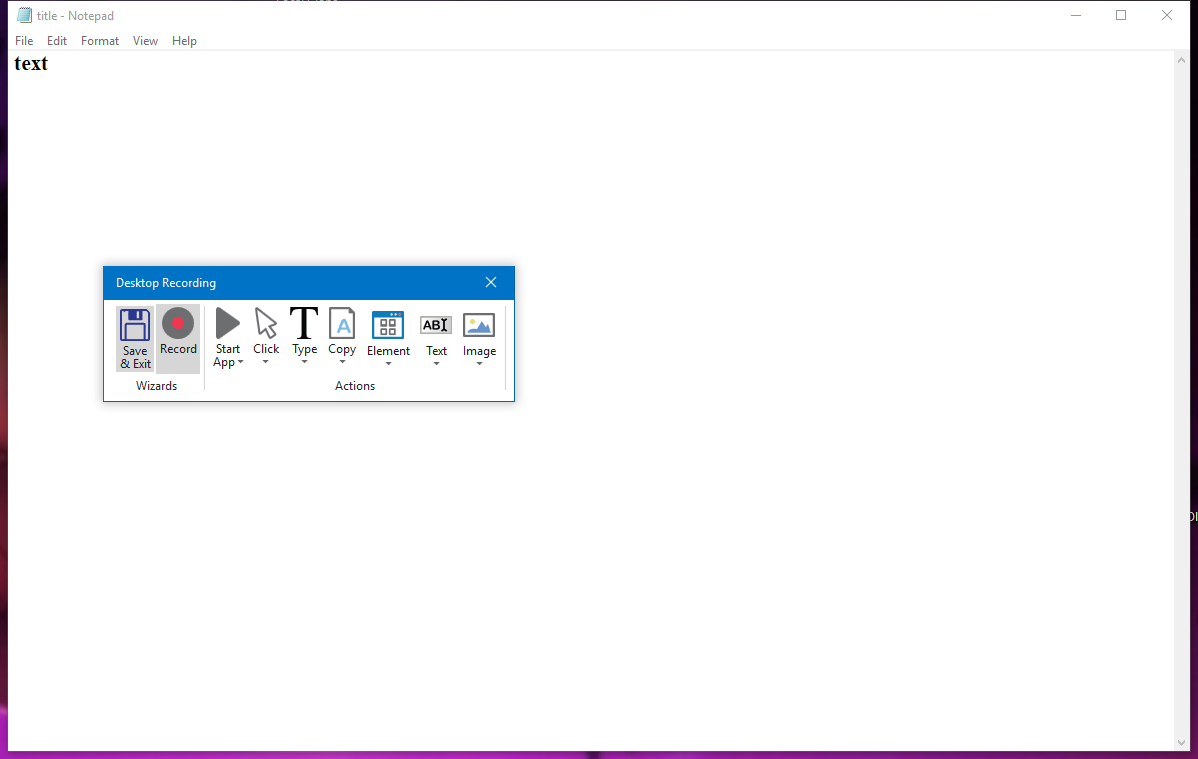 title - Notepad
File Edit Format View Help
text
Desktop Recording
Save & Exit
Record
Start App
Click
Type
Copy
Element
ABI
Text
Image
Wizards
Actions